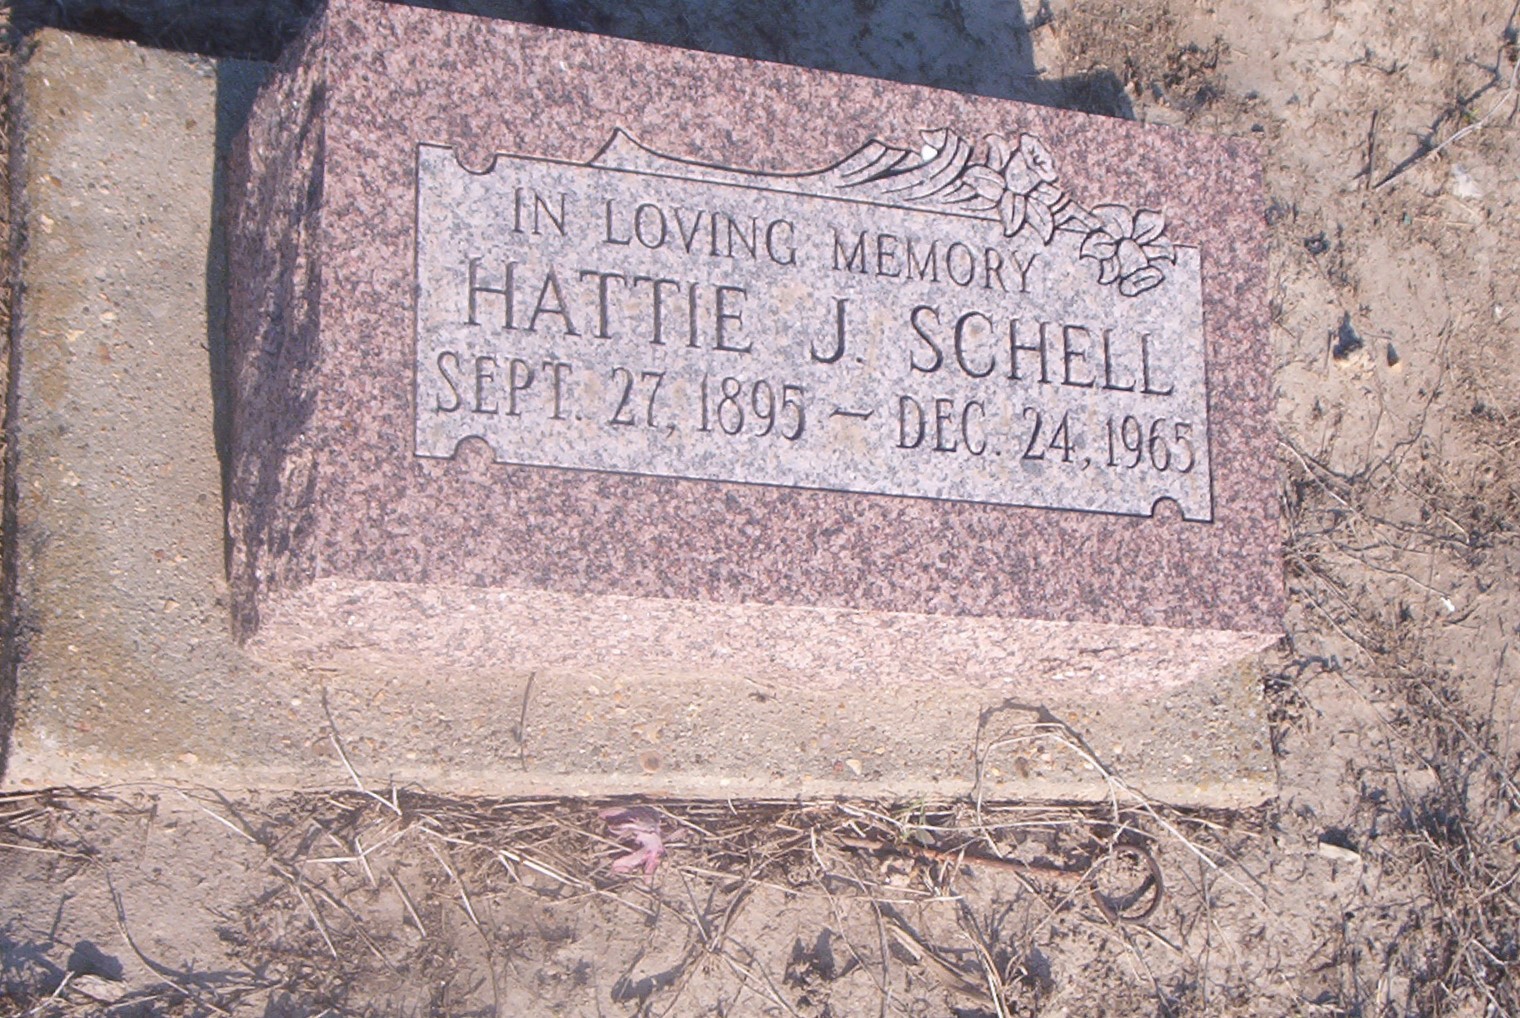 IN LOVING MEMORY
HATTIE J. SCHELL
SEPT. 27, 1895 – DEC. 24, 1965